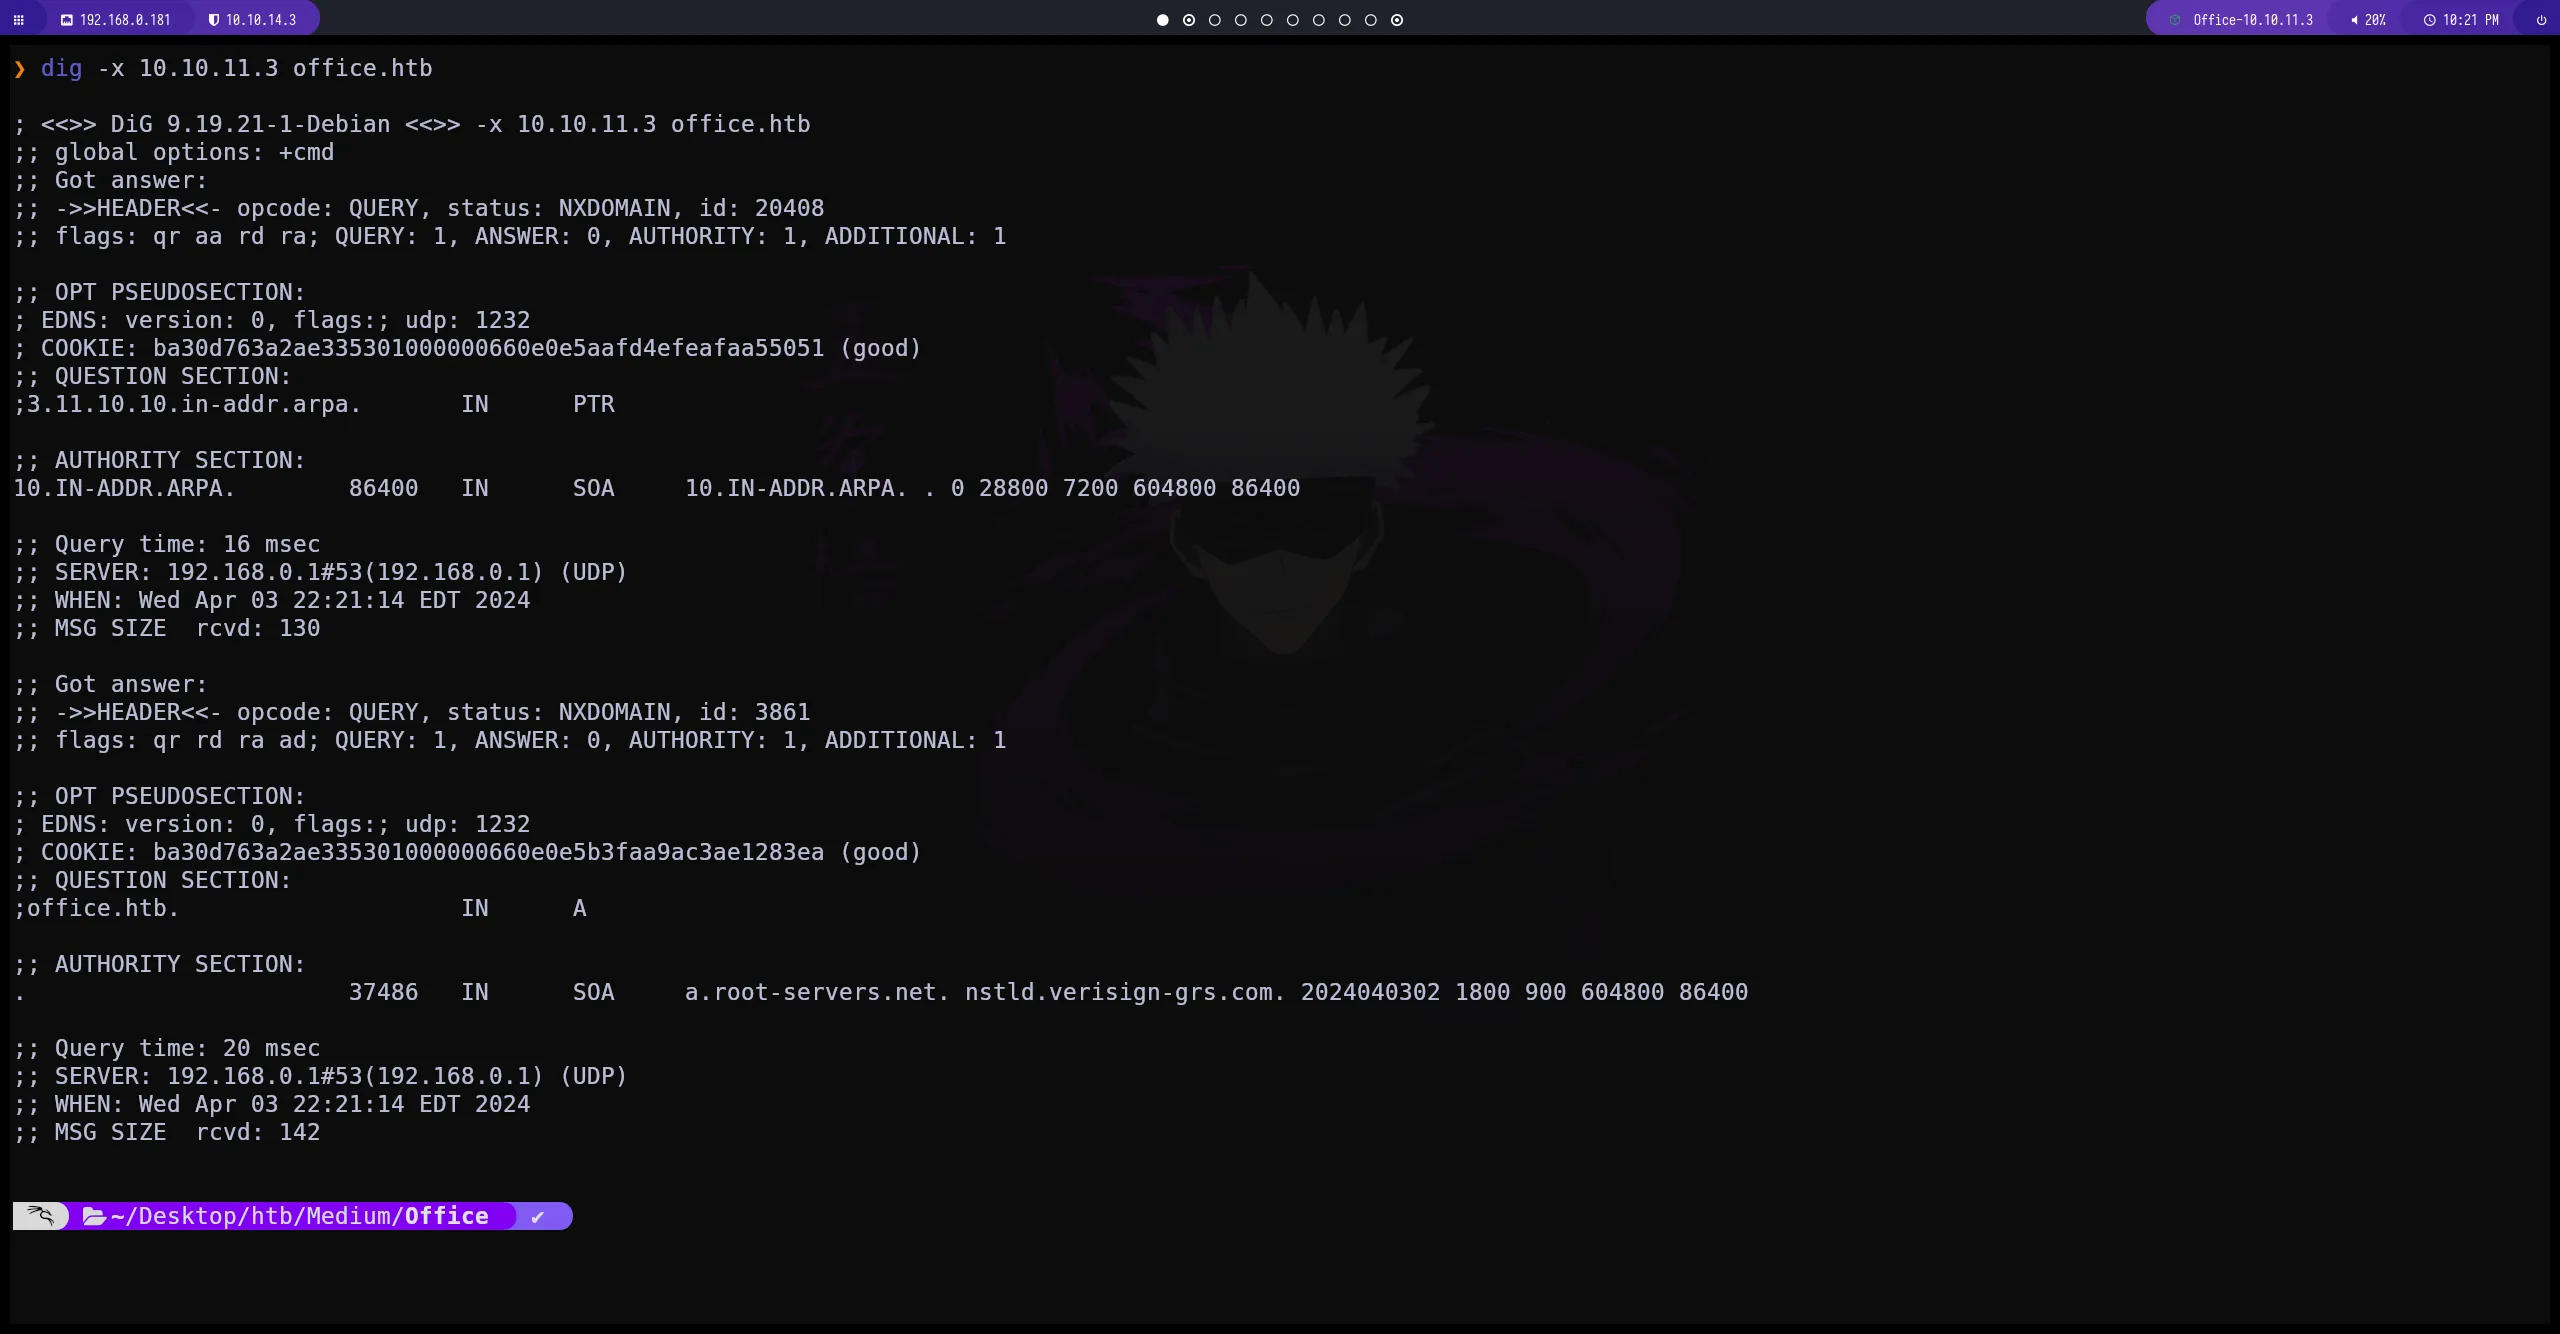 192.168.0.181 10.10.14.3 Office-10.10.11.3 20% 10:21 PM
❯ dig -x 10.10.11.3 office.htb
; <<>> DiG 9.19.21-1-Debian <<>> -x 10.10.11.3 office.htb
;; global options: +cmd
;; Got answer:
;; ->>HEADER<<- opcode: QUERY, status: NXDOMAIN, id: 20408
;; flags: qr aa rd ra; QUERY: 1, ANSWER: 0, AUTHORITY: 1, ADDITIONAL: 1
;; OPT PSEUDOSECTION:
; EDNS: version: 0, flags:; udp: 1232
; COOKIE: ba30d763a2ae335301000000660e0e5aafd4efeafaa55051 (good)
;; QUESTION SECTION:
;3.11.10.10.in-addr.arpa. IN PTR
;; AUTHORITY SECTION:
10.IN-ADDR.ARPA. 86400 IN SOA 10.IN-ADDR.ARPA. . 0 28800 7200 604800 86400
;; Query time: 16 msec
;; SERVER: 192.168.0.1#53(192.168.0.1) (UDP)
;; WHEN: Wed Apr 03 22:21:14 EDT 2024
;; MSG SIZE  rcvd: 130
;; Got answer:
;; ->>HEADER<<- opcode: QUERY, status: NXDOMAIN, id: 3861
;; flags: qr rd ra ad; QUERY: 1, ANSWER: 0, AUTHORITY: 1, ADDITIONAL: 1
;; OPT PSEUDOSECTION:
; EDNS: version: 0, flags:; udp: 1232
; COOKIE: ba30d763a2ae335301000000660e0e5b3faa9ac3ae1283ea (good)
;; QUESTION SECTION:
;office.htb. IN A
;; AUTHORITY SECTION:
. 37486 IN SOA a.root-servers.net. nstld.verisign-grs.com. 2024040302 1800 900 604800 86400
;; Query time: 20 msec
;; SERVER: 192.168.0.1#53(192.168.0.1) (UDP)
;; WHEN: Wed Apr 03 22:21:14 EDT 2024
;; MSG SIZE  rcvd: 142
~/Desktop/htb/Medium/Office ✔